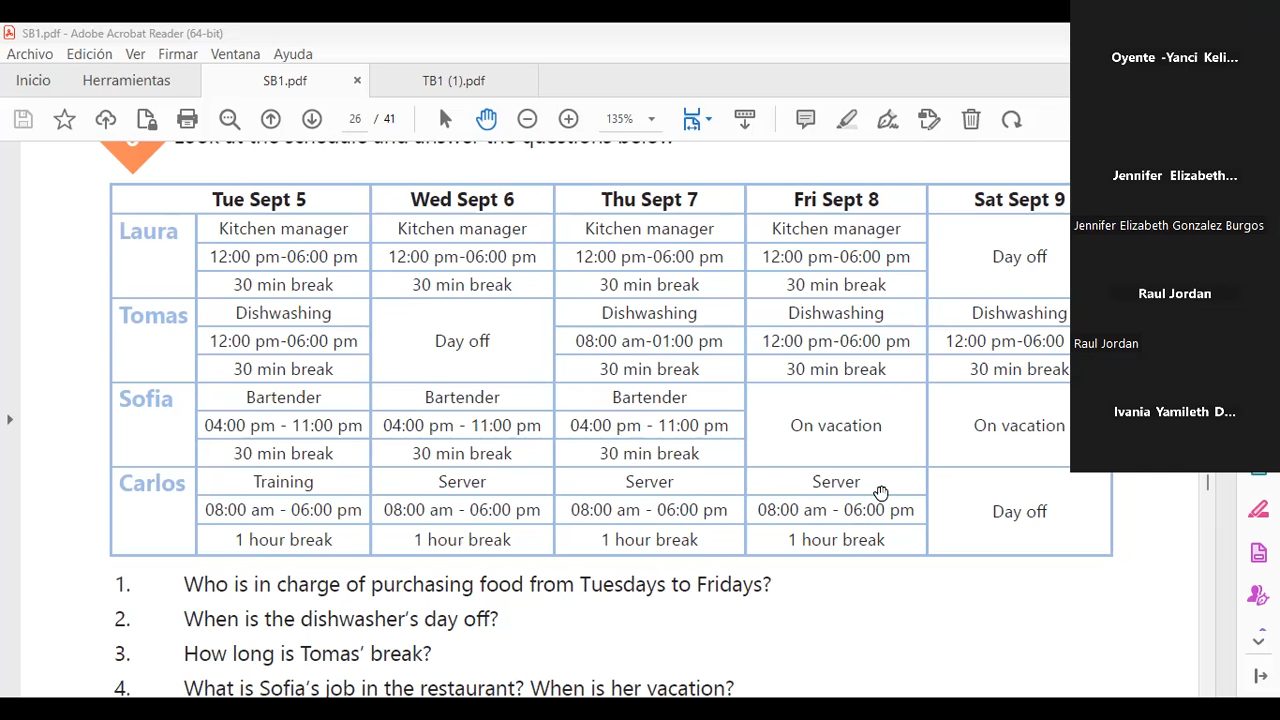 SB1.pdf - Adobe Acrobat Reader (64-bit)
Archivo Edición Ver Firmar Ventana Ayuda
Inicio Herramientas SB1.pdf × TB1 (1).pdf
26 / 41 135%
Look at the schedule and answer the questions below
Tue Sept 5 Wed Sept 6 Thu Sept 7 Fri Sept 8 Sat Sept 9
Laura Kitchen manager Kitchen manager Kitchen manager Kitchen manager Day off
12:00 pm-06:00 pm 12:00 pm-06:00 pm 12:00 pm-06:00 pm 12:00 pm-06:00 pm
30 min break 30 min break 30 min break 30 min break
Tomas Dishwashing Day off Dishwashing Dishwashing Dishwashing
12:00 pm-06:00 pm 08:00 am-01:00 pm 12:00 pm-06:00 pm 12:00 pm-06:00
30 min break 30 min break 30 min break 30 min break
Sofia Bartender Bartender Bartender On vacation On vacation
04:00 pm - 11:00 pm 04:00 pm - 11:00 pm 04:00 pm - 11:00 pm
30 min break 30 min break 30 min break
Carlos Training Server Server Server Day off
08:00 am - 06:00 pm 08:00 am - 06:00 pm 08:00 am - 06:00 pm 08:00 am - 06:00 pm
1 hour break 1 hour break 1 hour break 1 hour break
1. Who is in charge of purchasing food from Tuesdays to Fridays?
2. When is the dishwasher's day off?
3. How long is Tomas' break?
4. What is Sofia's job in the restaurant? When is her vacation?
Oyente -Yanci Keli...
Jennifer Elizabeth...
Jennifer Elizabeth Gonzalez Burgos
Raul Jordan
Raul Jordan
Ivania Yamileth D...